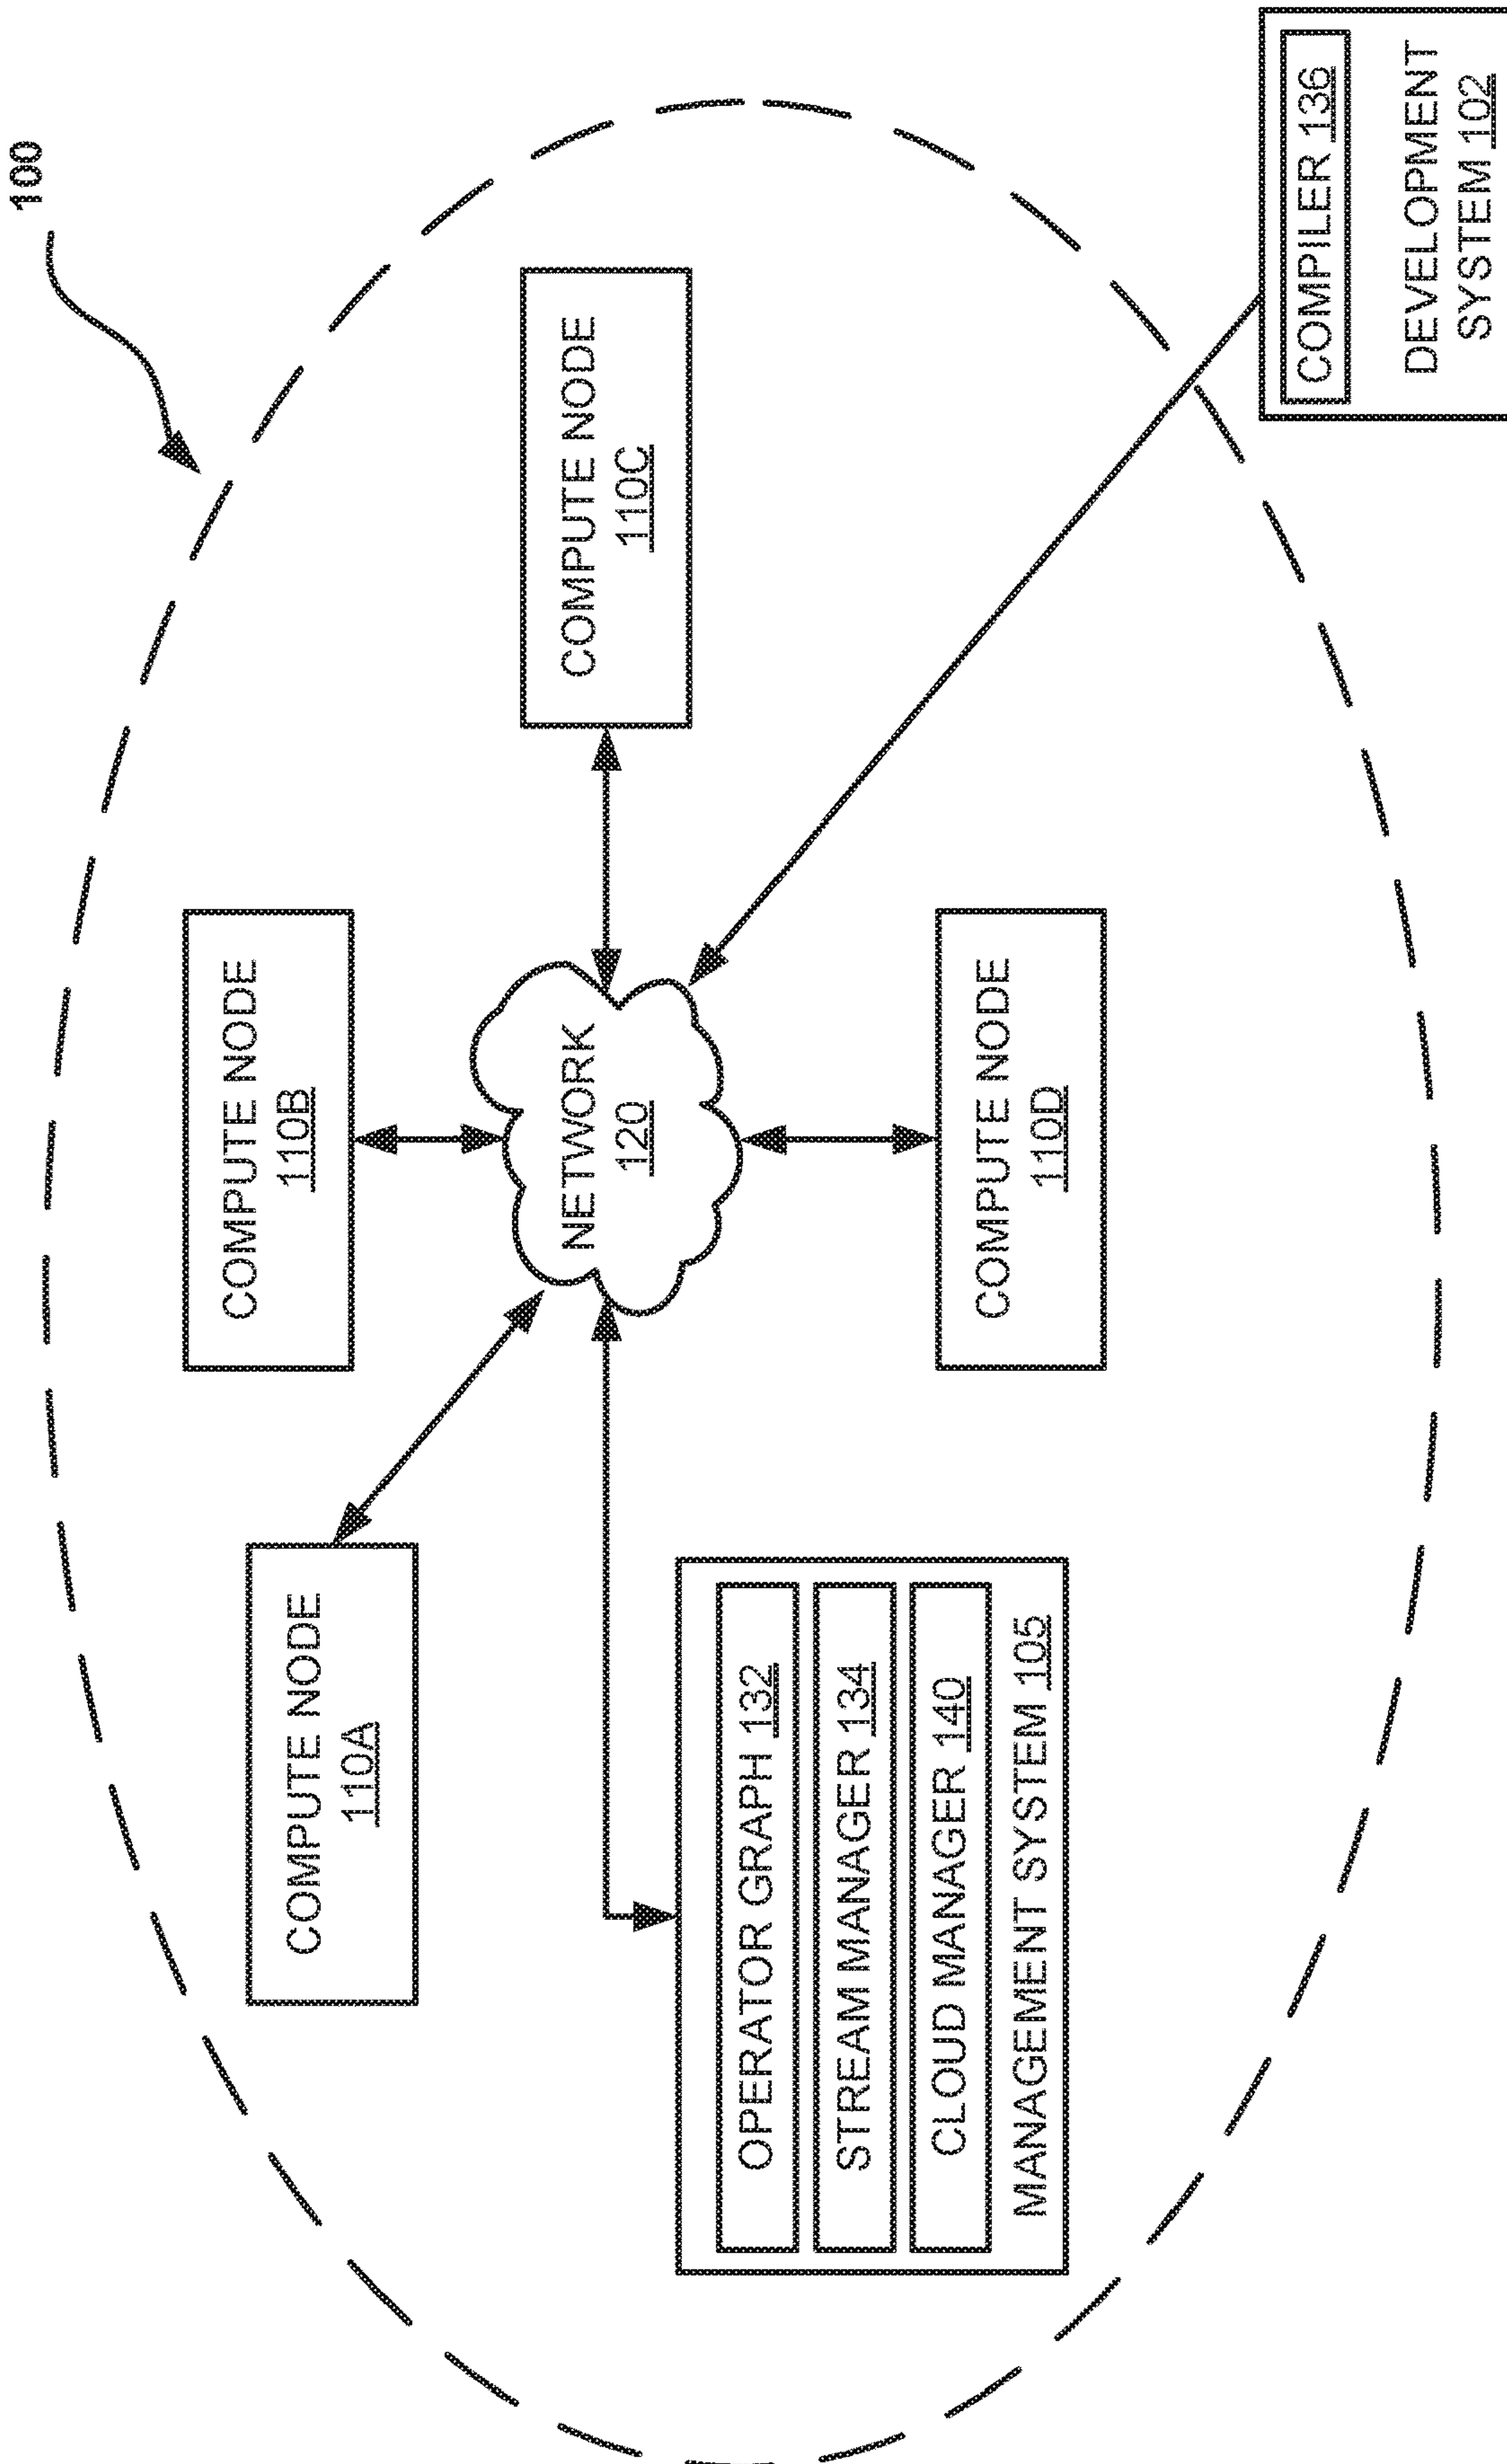 100
COMPUTE NODE
110A
COMPUTE NODE
110B
COMPUTE NODE
110C
NETWORK
120
OPERATOR GRAPH 132
STREAM MANAGER 134
CLOUD MANAGER 140
MANAGEMENT SYSTEM 105
COMPUTE NODE
110D
COMPILER 136
DEVELOPMENT
SYSTEM 102